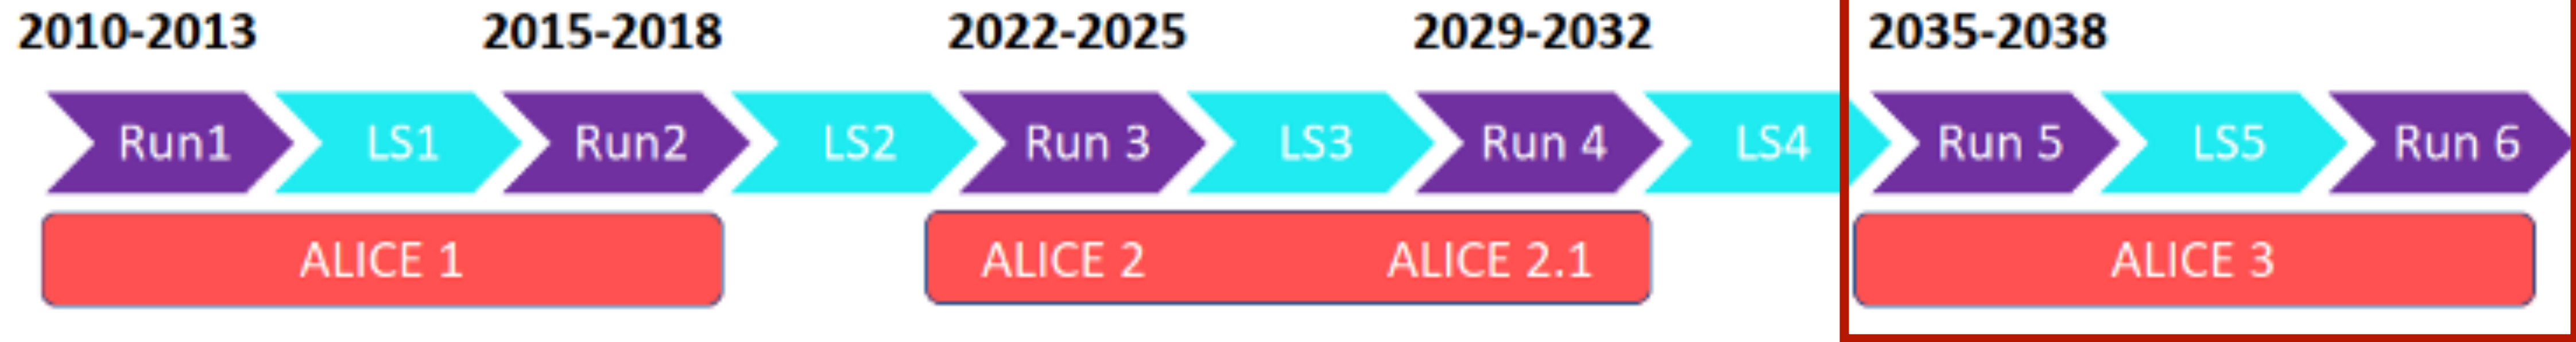 2010-2013 2015-2018 2022-2025 2029-2032 2035-2038
Run1 LS1 Run2 LS2 Run 3 LS3 Run 4 LS4 Run 5 LS5 Run 6
ALICE 1 ALICE 2 ALICE 2.1 ALICE 3